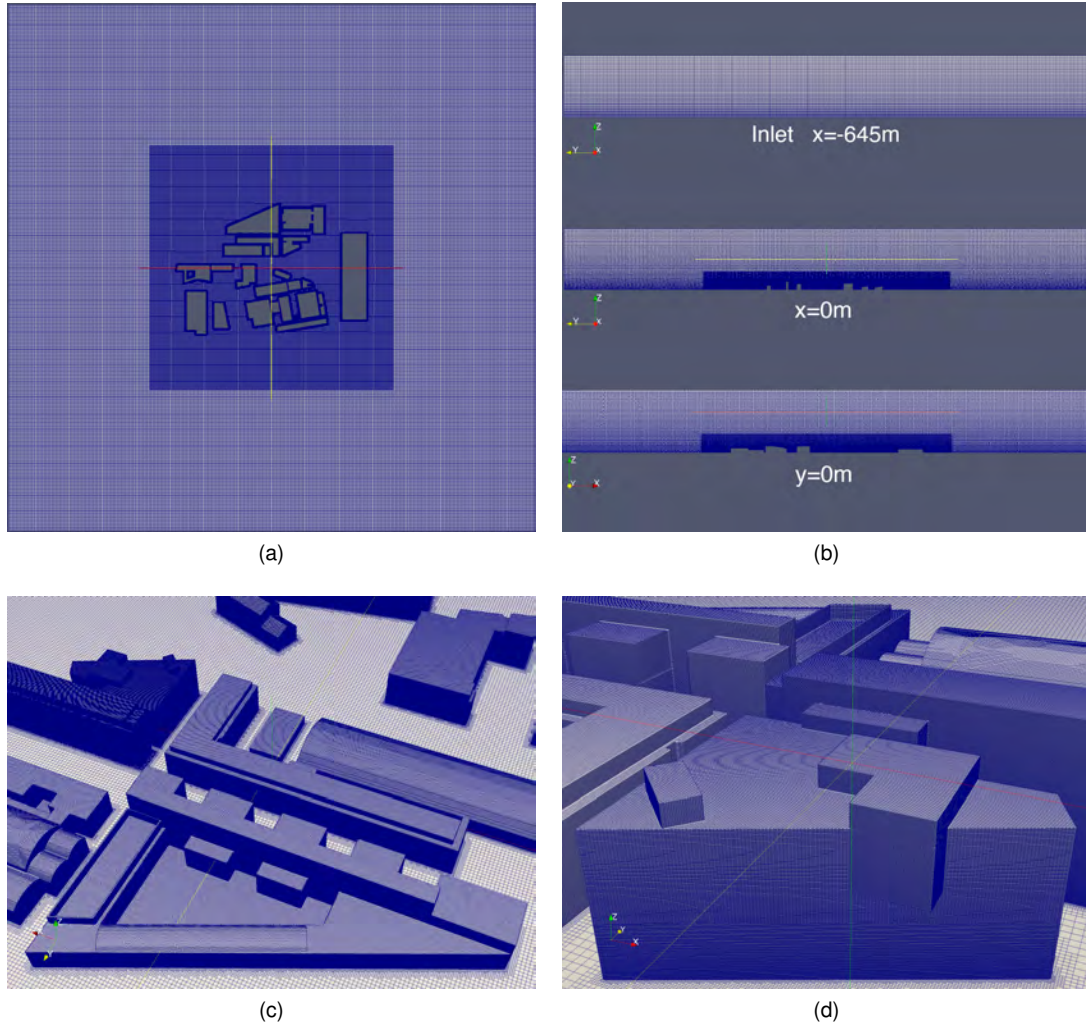 Z
Y X
Inlet x=-645m
Z
Y X
x=0m
Z
Y X
y=0m
(a)
(b)
Z
Y
Z
Y
X
(c)
(d)